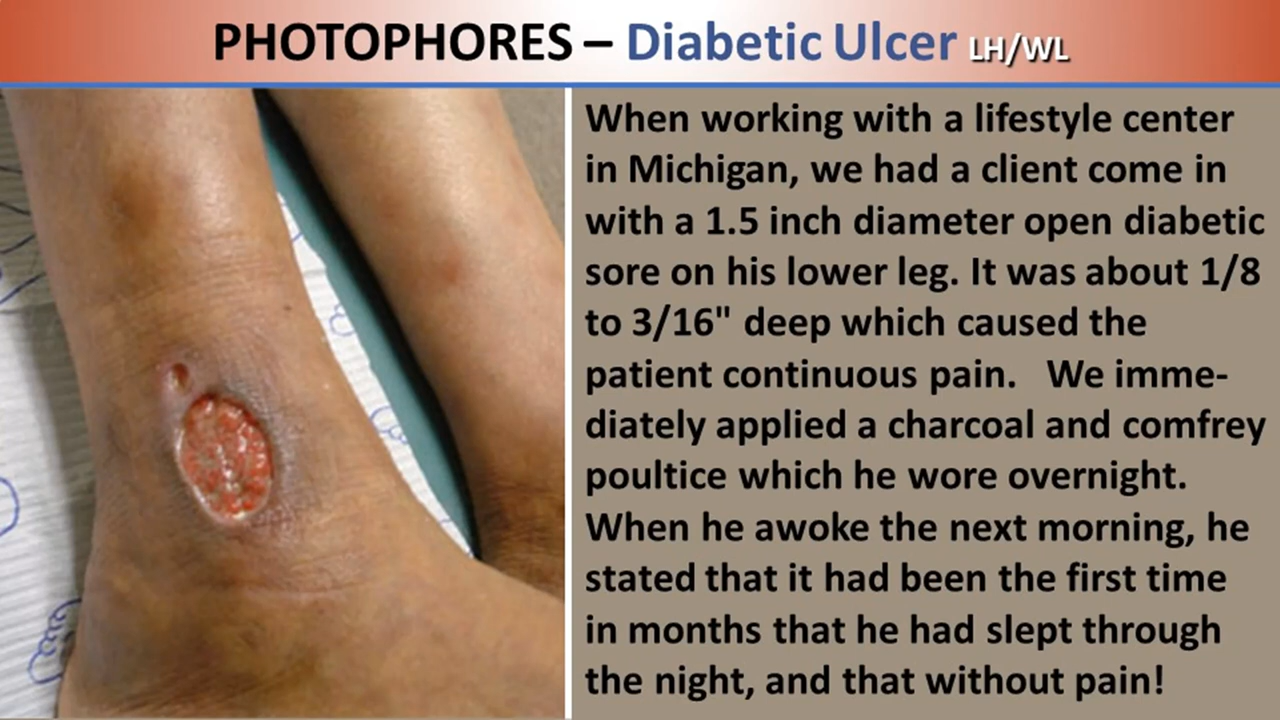 PHOTOPHORES – Diabetic Ulcer LH/WL
When working with a lifestyle center
in Michigan, we had a client come in
with a 1.5 inch diameter open diabetic
sore on his lower leg. It was about 1/8
to 3/16" deep which caused the
patient continuous pain.   We imme-
diately applied a charcoal and comfrey
poultice which he wore overnight.
When he awoke the next morning, he
stated that it had been the first time
in months that he had slept through
the night, and that without pain!